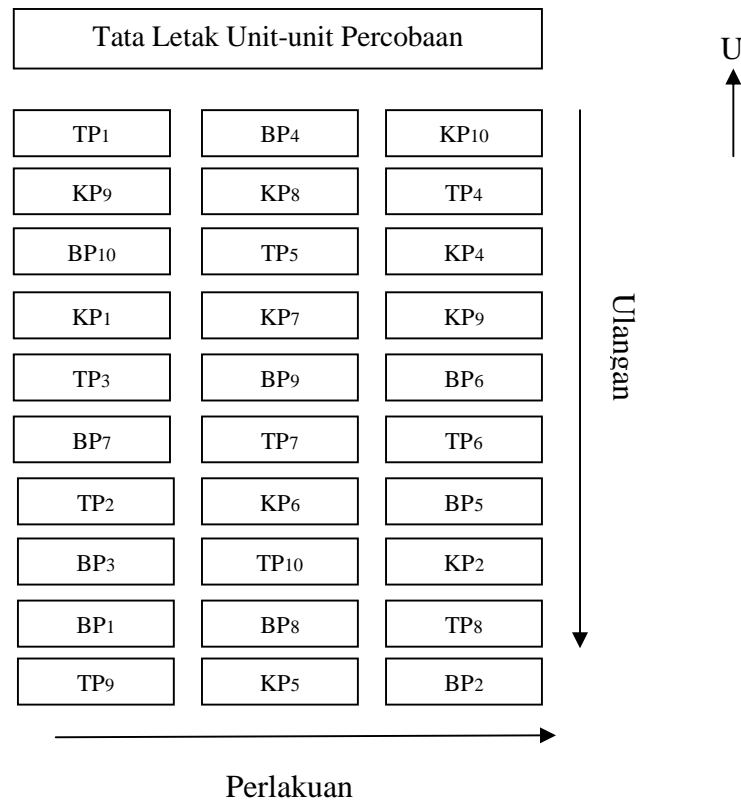 Tata Letak Unit-unit Percobaan
U
TP1 BP4 KP10
KP9 KP8 TP4
BP10 TP5 KP4
KP1 KP7 KP9
TP3 BP9 BP6
BP7 TP7 TP6
TP2 KP6 BP5
BP3 TP10 KP2
BP1 BP8 TP8
TP9 KP5 BP2
Ulangan
Perlakuan